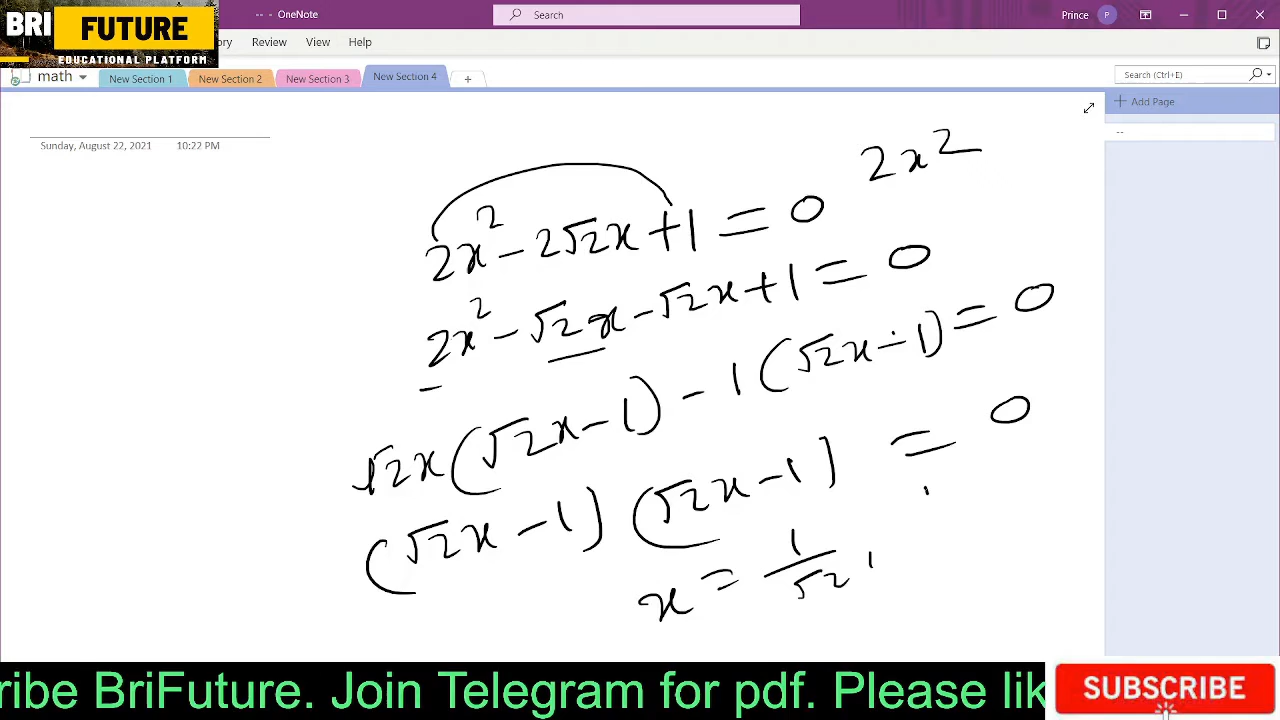 BRI FUTURE
EDUCATIONAL PLATFORM
-- - OneNote
Search
Prince P
Review View Help
math
New Section 1 New Section 2 New Section 3 New Section 4 +
Search (Ctrl+E)
+ Add Page
--
Sunday, August 22, 2021 10:22 PM
2x²
2x² - 2√2x + 1 = 0
2x² - √2x - √2x + 1 = 0
√2x(√2x - 1) - 1(√2x - 1) = 0
(√2x - 1)(√2x - 1) = 0
x = 1/√2,
ribe BriFuture. Join Telegram for pdf. Please lik
SUBSCRIBE